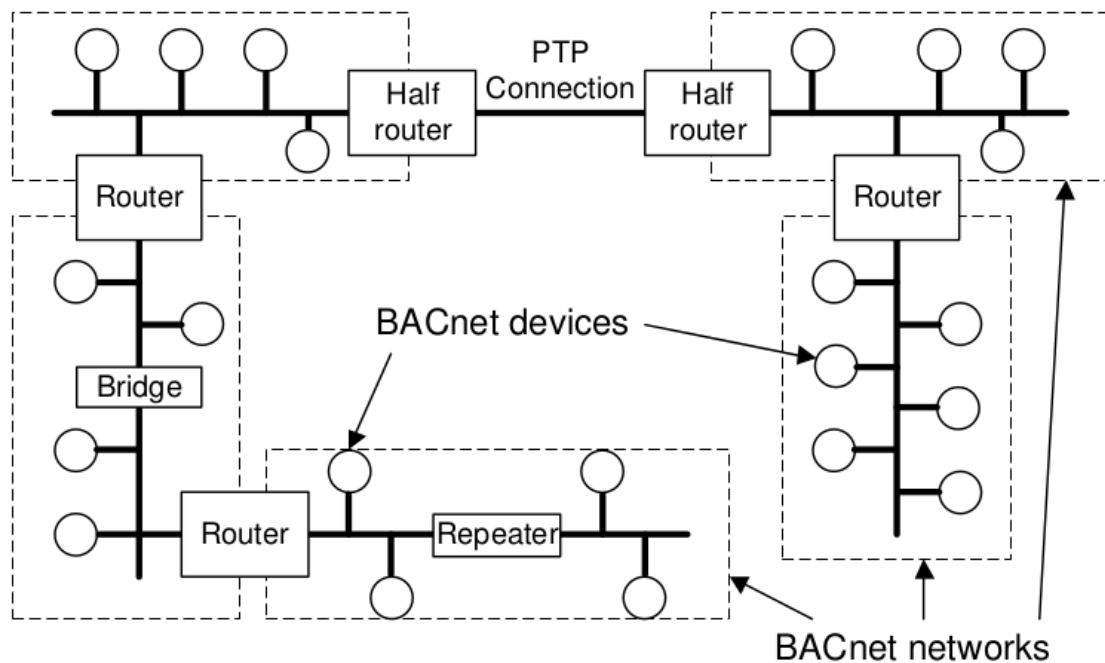 PTP
Connection
Half
router
Half
router
Router
Router
BACnet devices
Bridge
Router
Repeater
BACnet networks